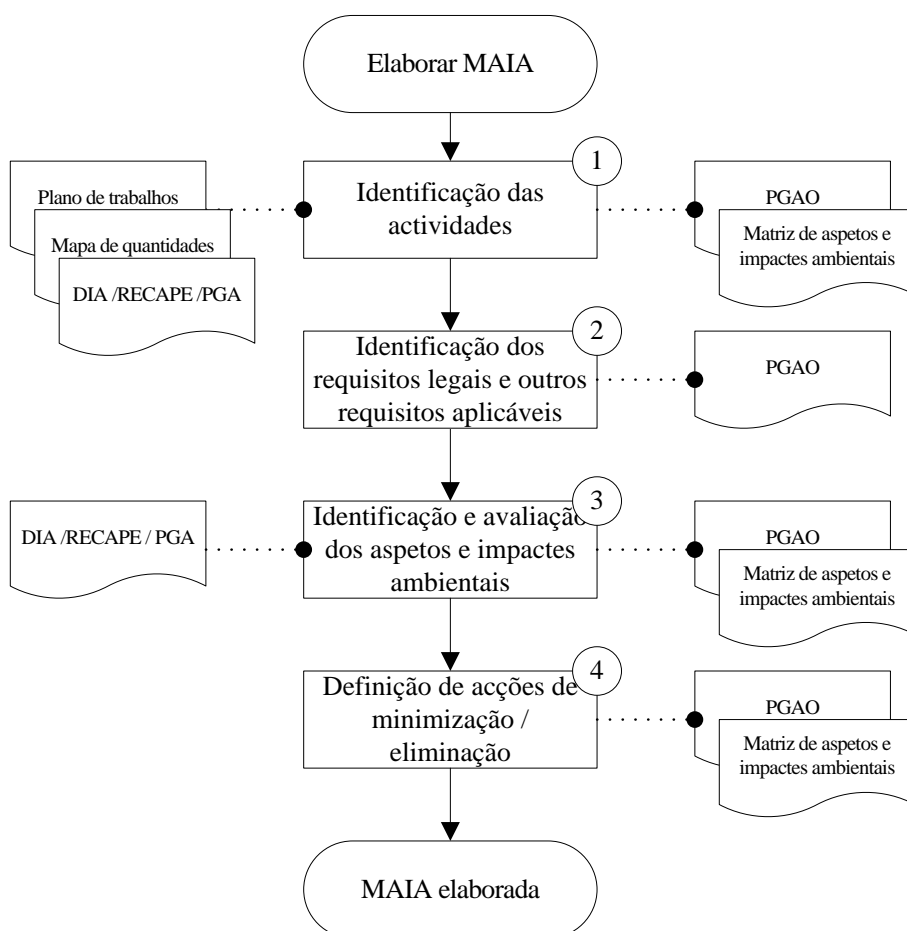 Elaborar MAIA
1
Plano de trabalhos
Mapa de quantidades
DIA /RECAPE /PGA
Identificação das
actividades
PGAO
Matriz de aspetos e
impactes ambientais
2
Identificação dos
requisitos legais e outros
requisitos aplicáveis
PGAO
3
DIA /RECAPE / PGA
Identificação e avaliação
dos aspetos e impactes
ambientais
PGAO
Matriz de aspetos e
impactes ambientais
4
Definição de acções de
minimização /
eliminação
PGAO
Matriz de aspetos e
impactes ambientais
MAIA elaborada